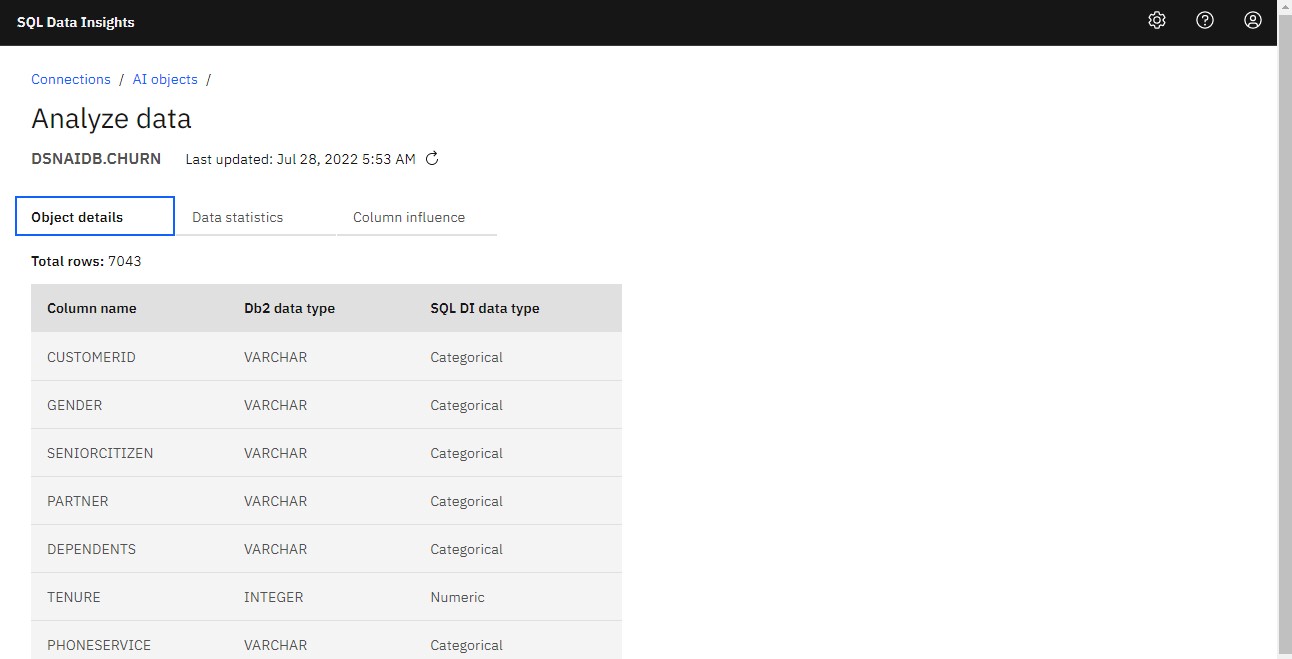 SQL Data Insights
Connections / AI objects /
Analyze data
DSNAIDB.CHURN Last updated: Jul 28, 2022 5:53 AM
Object details Data statistics Column influence
Total rows: 7043
Column name Db2 data type SQL DI data type
CUSTOMERID VARCHAR Categorical
GENDER VARCHAR Categorical
SENIORCITIZEN VARCHAR Categorical
PARTNER VARCHAR Categorical
DEPENDENTS VARCHAR Categorical
TENURE INTEGER Numeric
PHONESERVICE VARCHAR Categorical